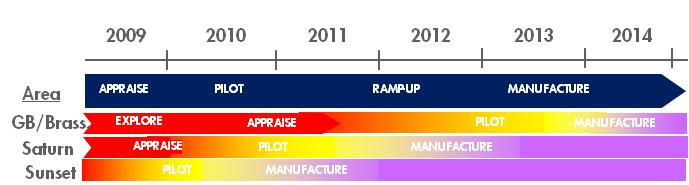 2009 2010 2011 2012 2013 2014
Area APPRAISE PILOT RAMPUP MANUFACTURE
GB/Brass EXPLORE APPRAISE PILOT MANUFACTURE
Saturn APPRAISE PILOT MANUFACTURE
Sunset PILOT MANUFACTURE